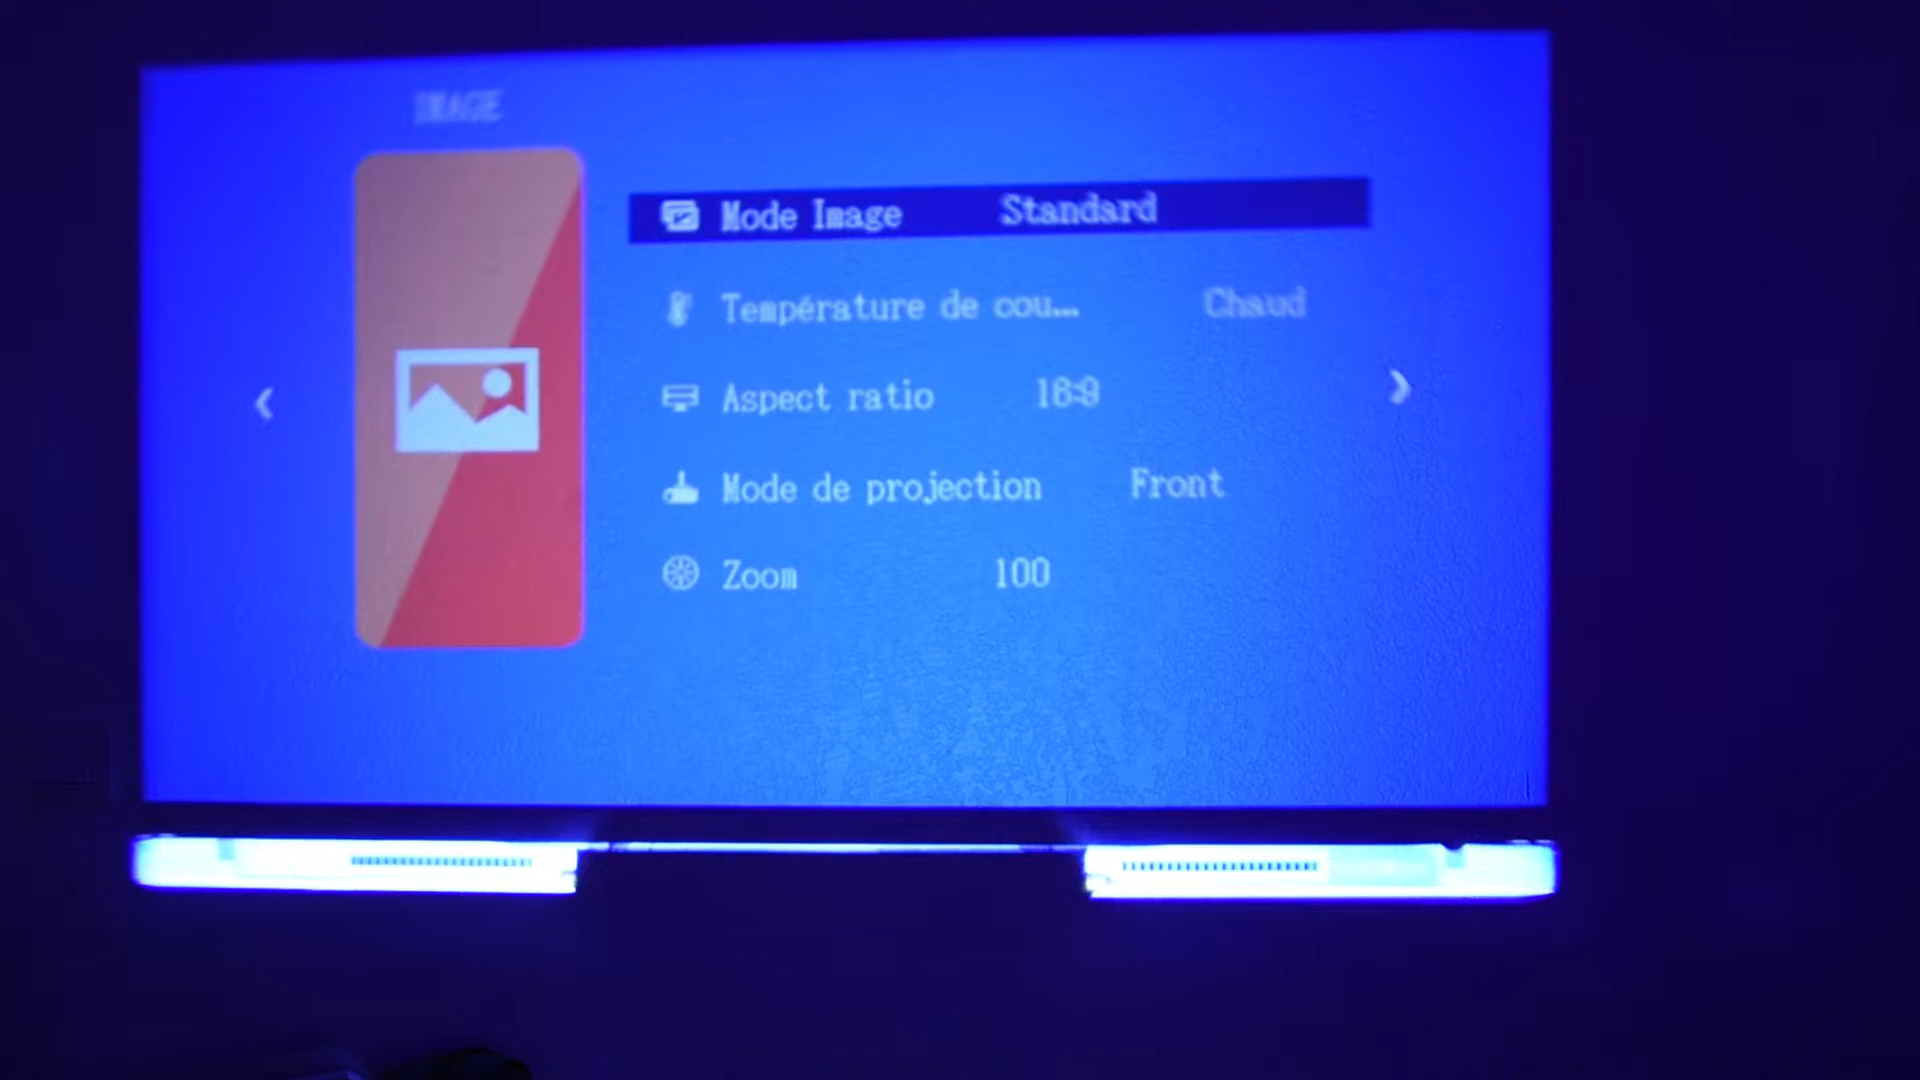 IMAGE
Mode Image Standard
Température de cou... Chaud
Aspect ratio 16:9
Mode de projection Front
Zoom 100